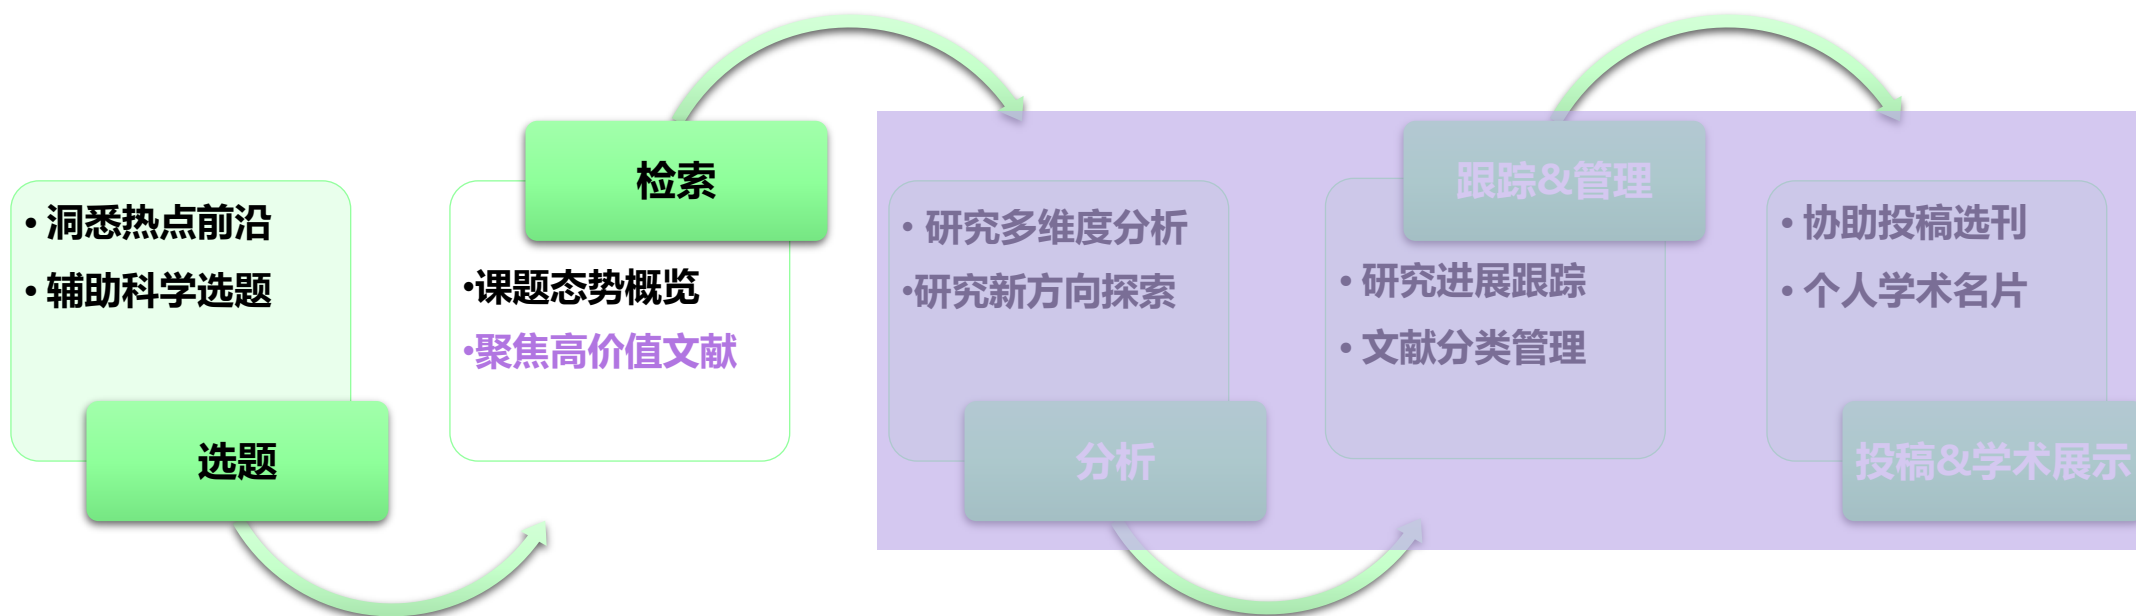 • 洞悉热点前沿
• 辅助科学选题
选题
检索
•课题态势概览
•聚焦高价值文献
• 研究多维度分析
•研究新方向探索
分析
跟踪&管理
• 研究进展跟踪
• 文献分类管理
• 协助投稿选刊
• 个人学术名片
投稿&学术展示